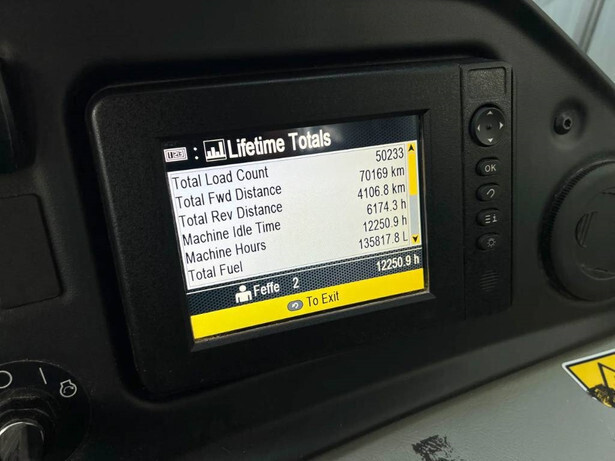 : Lifetime Totals
Total Load Count 50233
Total Fwd Distance 70169 km
Total Rev Distance 4106.8 km
Machine Idle Time 6174.3 h
Machine Hours 12250.9 h
Total Fuel 135817.8 L
Feffe 2 12250.9 h
To Exit
OK
i
I